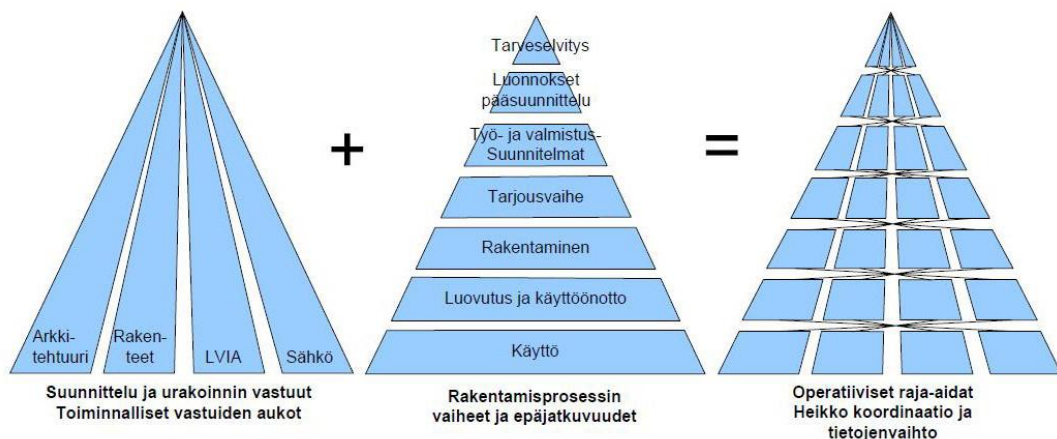 Arkki-
tehtuuri
Raken-
teet
LVIA
Sähkö
Suunnittelu ja urakoinnin vastuut
Toiminnalliset vastuiden aukot
+
Tarveselvitys
Luonnokset
pääsuunnittelu
Työ- ja valmistus-
Suunnitelmat
Tarjousvaihe
Rakentaminen
Luovutus ja käyttöönotto
Käyttö
Rakentamisprosessin
vaiheet ja epäjatkuvuudet
=
Operatiiviset raja-aidat
Heikko koordinaatio ja
tietojenvaihto